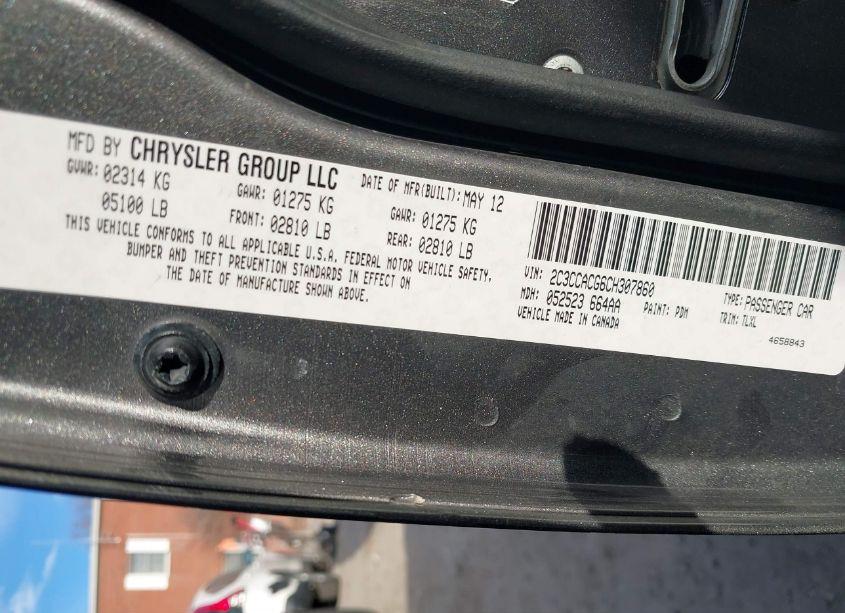 MFD BY CHRYSLER GROUP LLC DATE OF MFR(BUILT): MAY 12
GVWR: 02314 KG GAWR: 01275 KG GAWR: 01275 KG
05100 LB FRONT: 02810 LB REAR: 02810 LB
THIS VEHICLE CONFORMS TO ALL APPLICABLE U.S.A. FEDERAL MOTOR VEHICLE SAFETY,
BUMPER AND THEFT PREVENTION STANDARDS IN EFFECT ON
THE DATE OF MANUFACTURE SHOWN ABOVE.
VIN: 2C3CCACG6CH307860 TYPE: PASSENGER CAR
MDH: 052523 664AA PAINT: PDM TRIM: TLXL
VEHICLE MADE IN CANADA
4658843